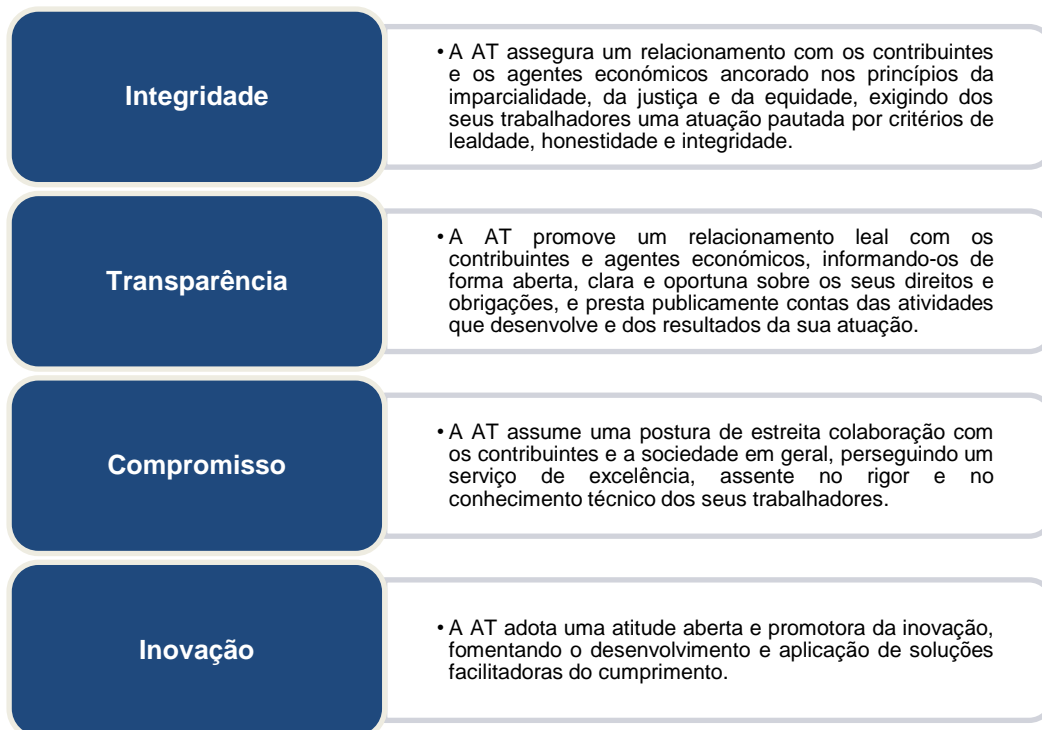 Integridade
• A AT assegura um relacionamento com os contribuintes
e os agentes económicos ancorado nos princípios da
imparcialidade, da justiça e da equidade, exigindo dos
seus trabalhadores uma atuação pautada por critérios de
lealdade, honestidade e integridade.
Transparência
• A AT promove um relacionamento leal com os
contribuintes e agentes económicos, informando-os de
forma aberta, clara e oportuna sobre os seus direitos e
obrigações, e presta publicamente contas das atividades
que desenvolve e dos resultados da sua atuação.
Compromisso
• A AT assume uma postura de estreita colaboração com
os contribuintes e a sociedade em geral, perseguindo um
serviço de excelência, assente no rigor e no
conhecimento técnico dos seus trabalhadores.
Inovação
• A AT adota uma atitude aberta e promotora da inovação,
fomentando o desenvolvimento e aplicação de soluções
facilitadoras do cumprimento.